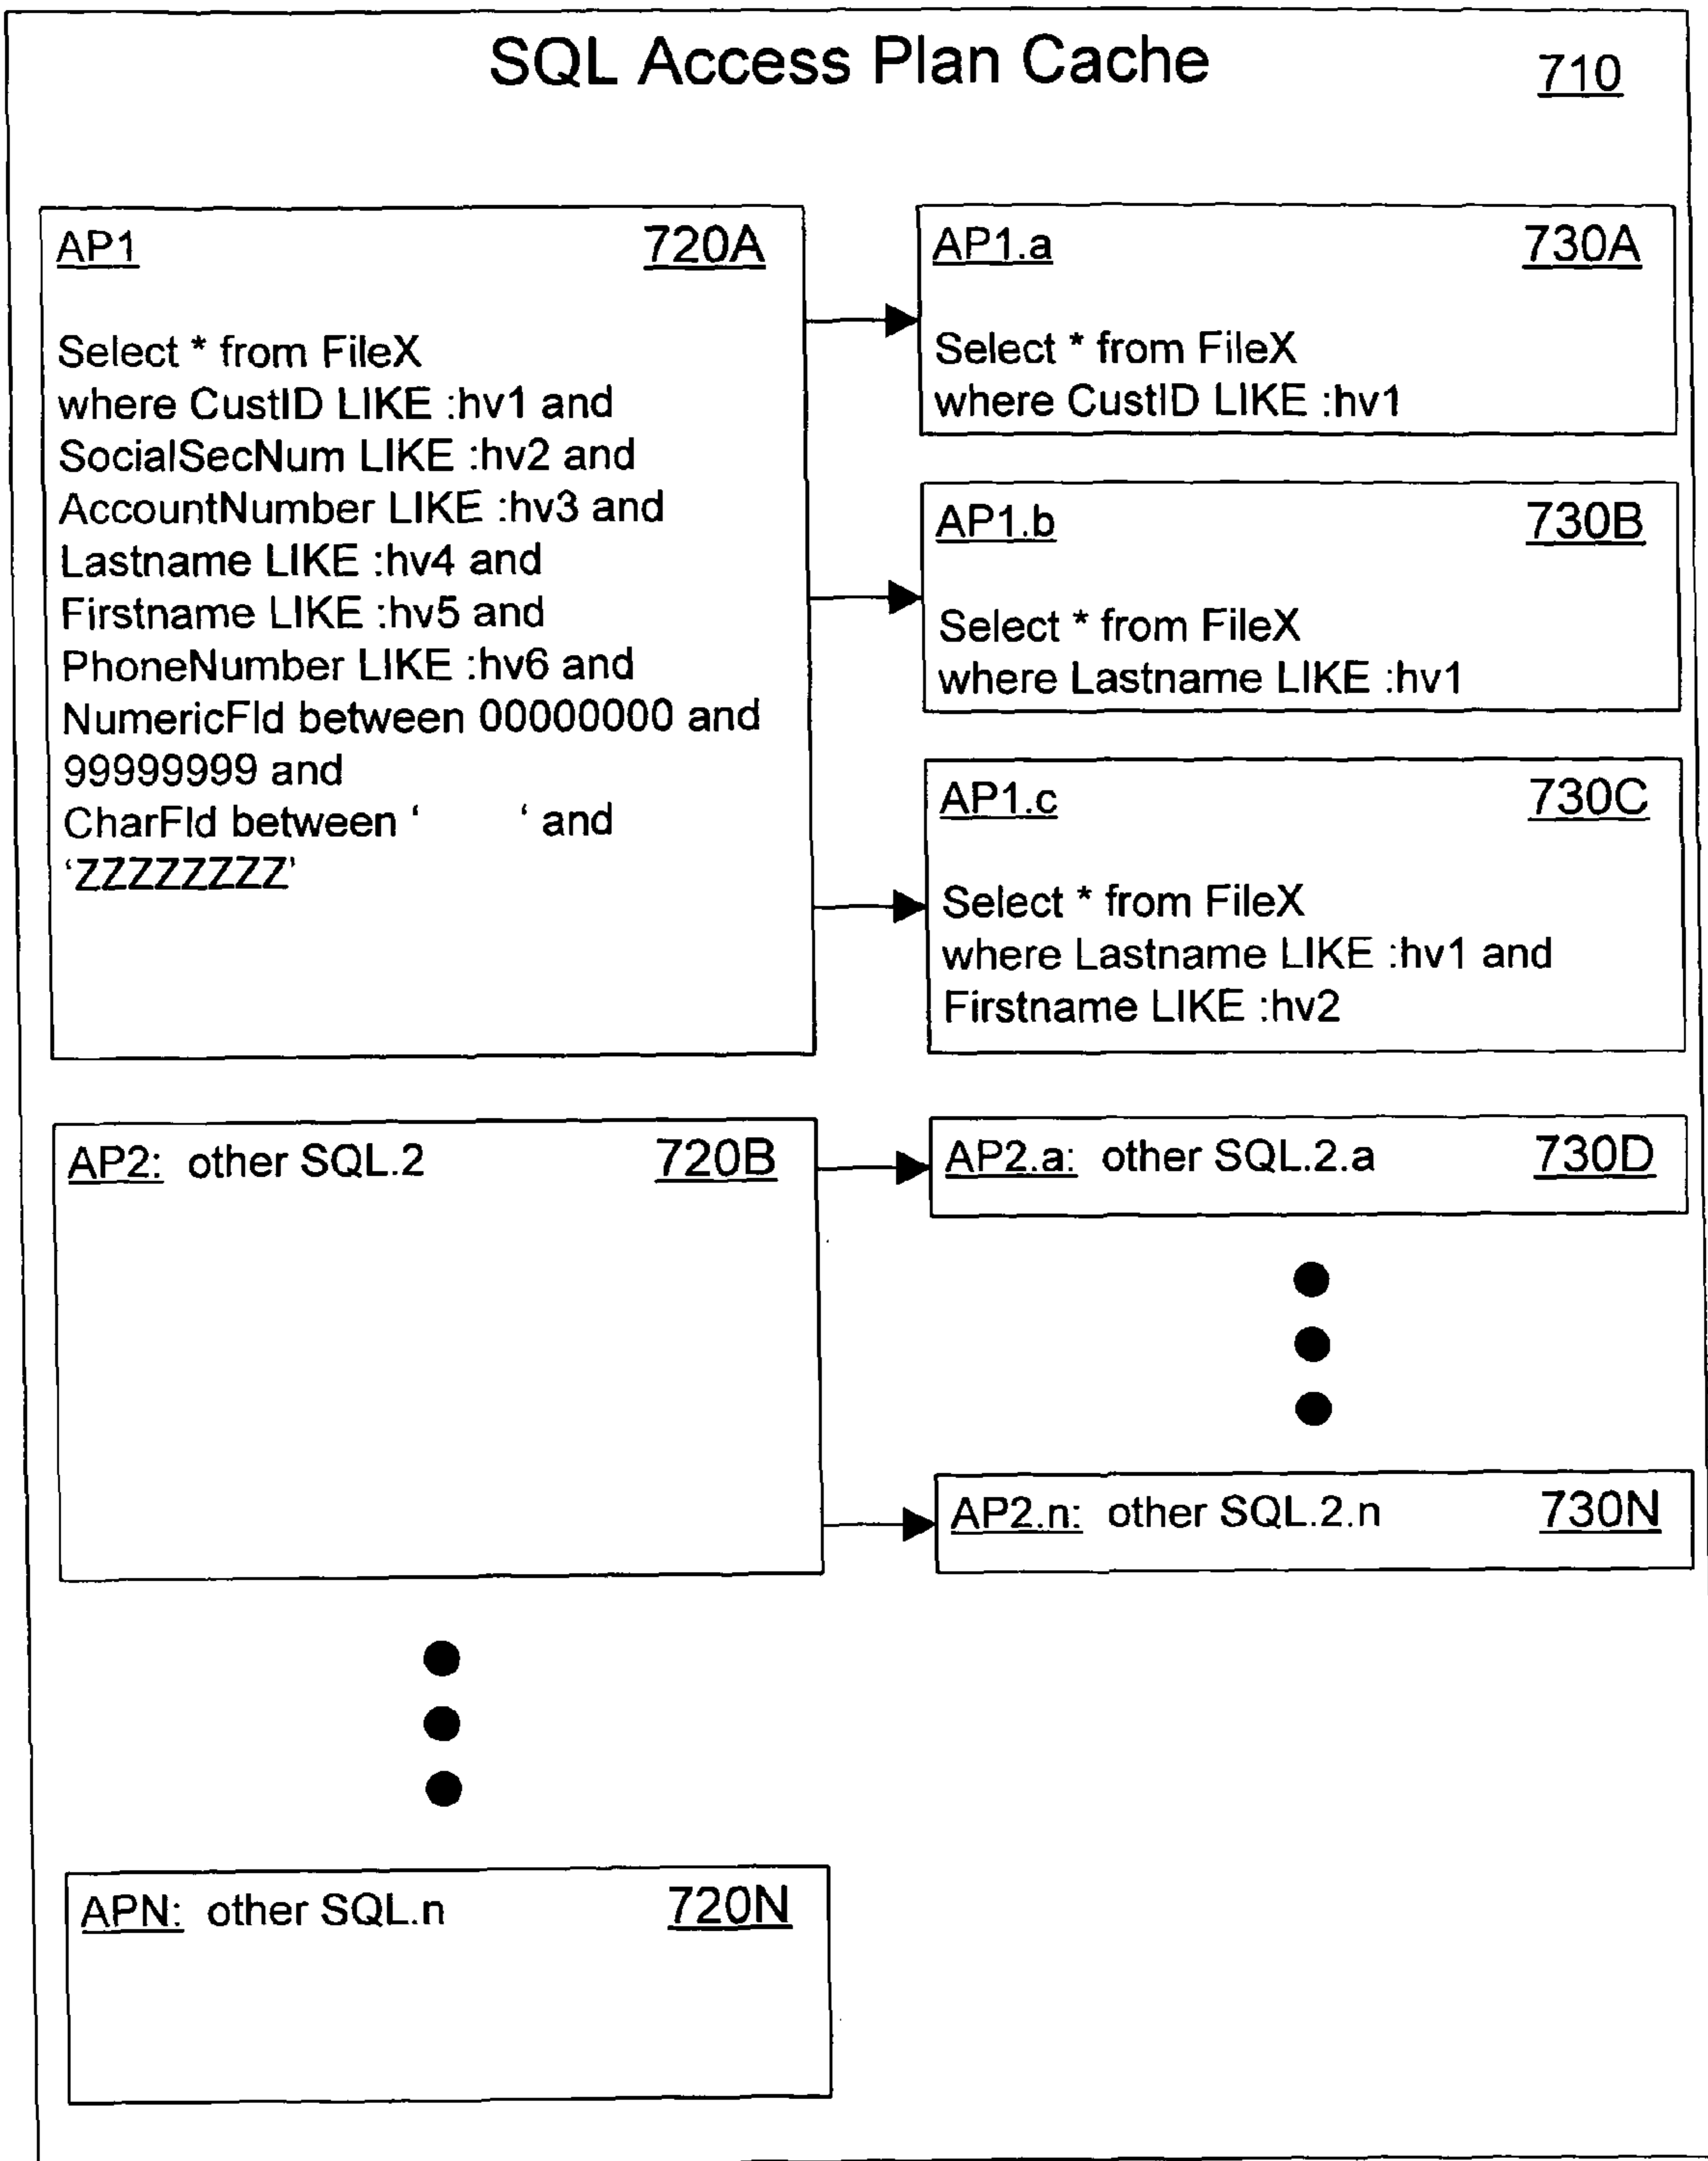 SQL Access Plan Cache 710
AP1 720A
Select * from FileX
where CustID LIKE :hv1 and
SocialSecNum LIKE :hv2 and
AccountNumber LIKE :hv3 and
Lastname LIKE :hv4 and
Firstname LIKE :hv5 and
PhoneNumber LIKE :hv6 and
NumericFld between 00000000 and
99999999 and
CharFld between ‘ ‘ and
‘ZZZZZZZZ’
AP1.a 730A
Select * from FileX
where CustID LIKE :hv1
AP1.b 730B
Select * from FileX
where Lastname LIKE :hv1
AP1.c 730C
Select * from FileX
where Lastname LIKE :hv1 and
Firstname LIKE :hv2
AP2: other SQL.2 720B
AP2.a: other SQL.2.a 730D
AP2.n: other SQL.2.n 730N
APN: other SQL.n 720N